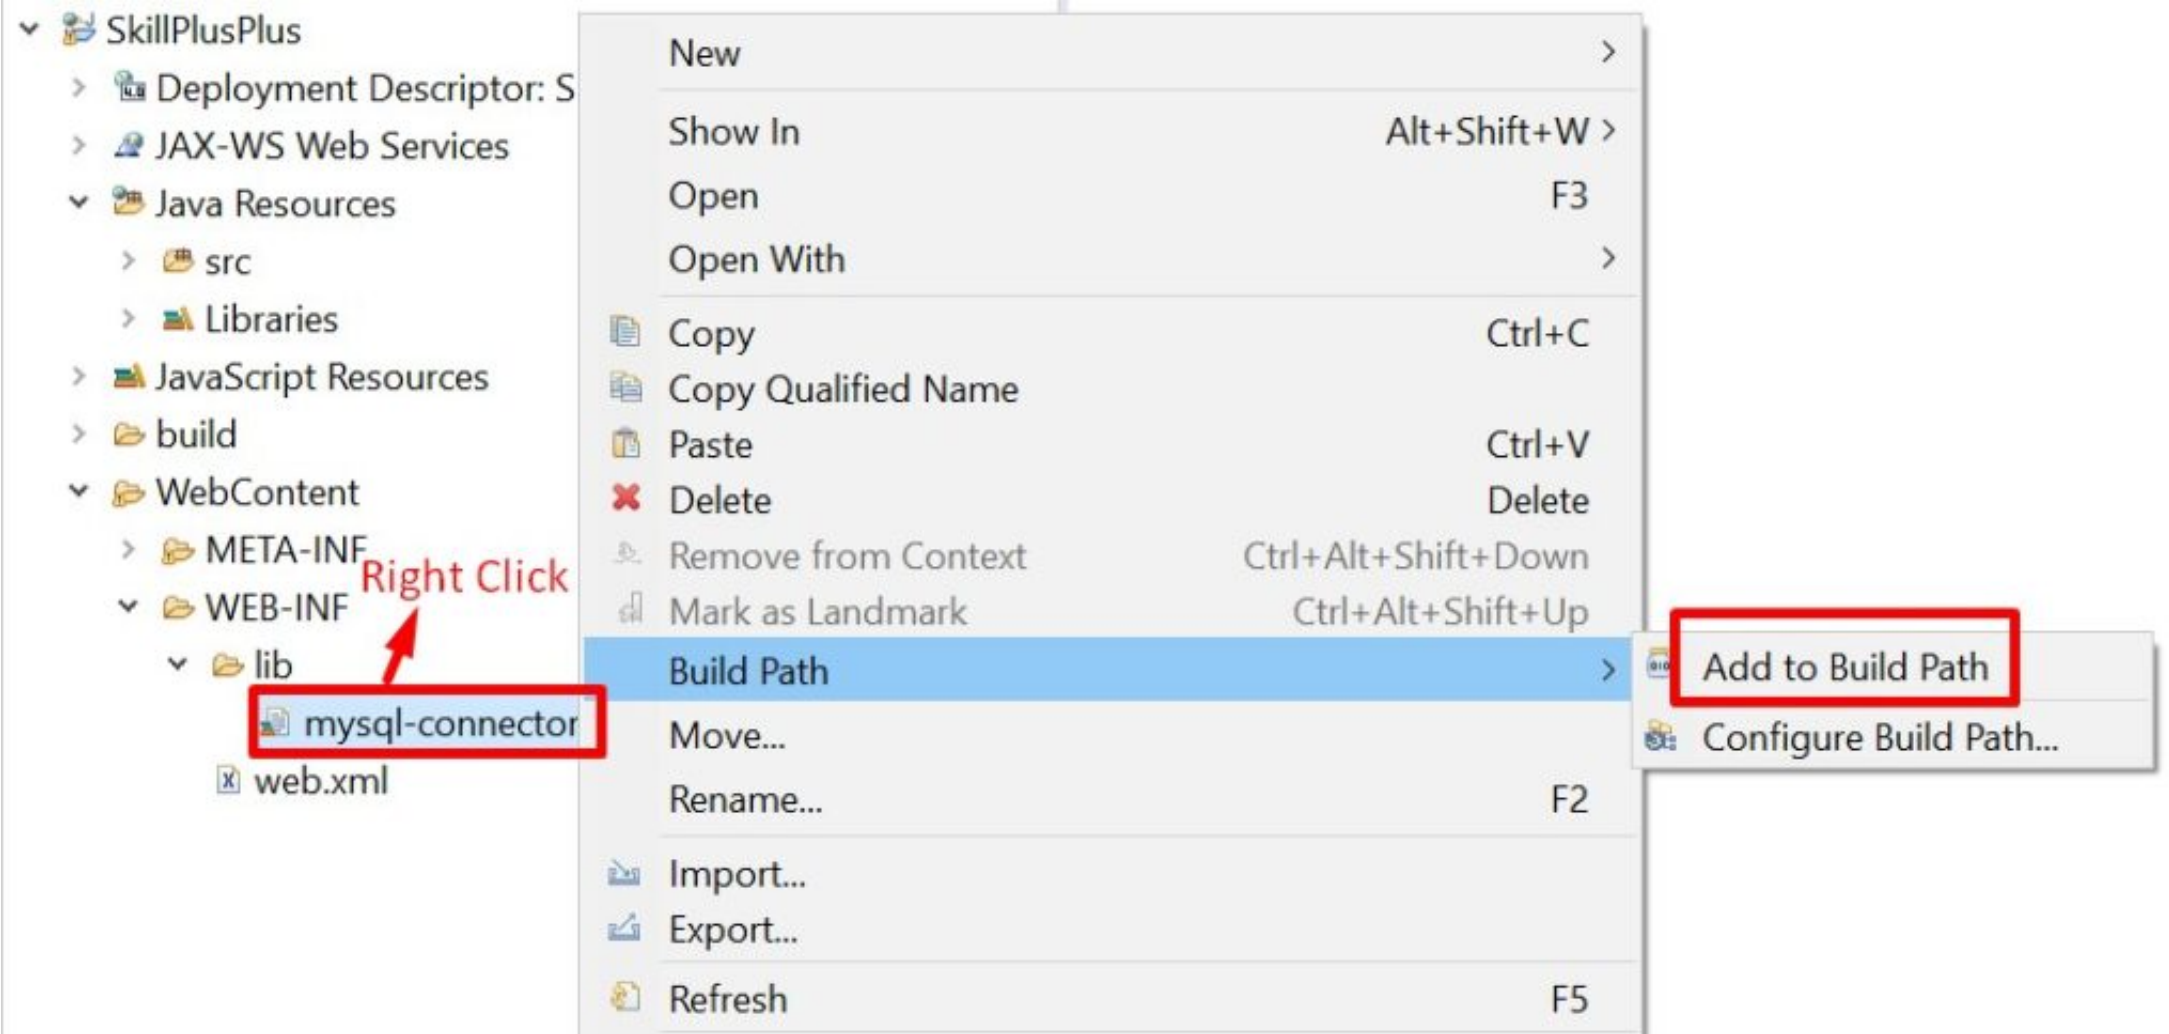 SkillPlusPlus
Deployment Descriptor: S
JAX-WS Web Services
Java Resources
src
Libraries
JavaScript Resources
build
WebContent
META-INF
Right Click
WEB-INF
lib
mysql-connector
web.xml
New
Show In Alt+Shift+W
Open F3
Open With
Copy Ctrl+C
Copy Qualified Name
Paste Ctrl+V
Delete Delete
Remove from Context Ctrl+Alt+Shift+Down
Mark as Landmark Ctrl+Alt+Shift+Up
Build Path
Move...
Rename... F2
Import...
Export...
Refresh F5
Add to Build Path
Configure Build Path...